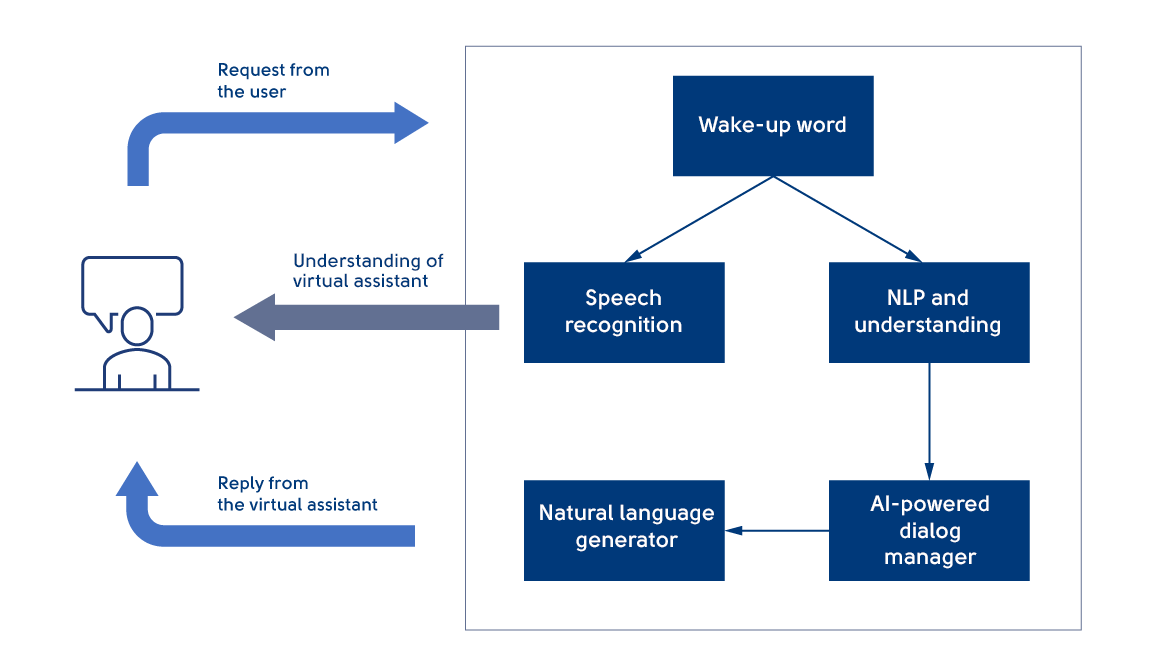 Request from
the user
Wake-up word
Understanding of
virtual assistant
Speech
recognition
NLP and
understanding
Reply from
the virtual assistant
Natural language
generator
AI-powered
dialog
manager